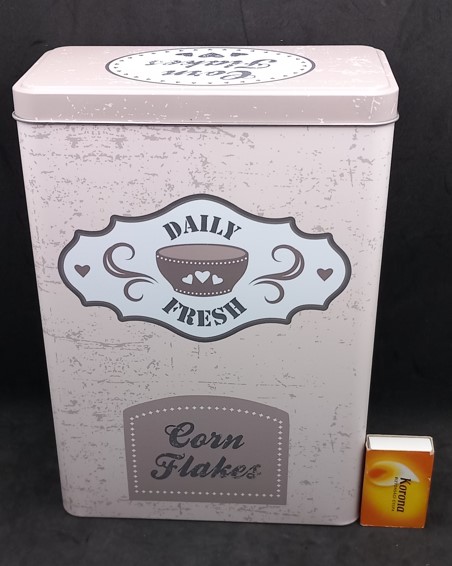 Corn
Flakes
DAILY
FRESH
Corn
Flakes
Korona